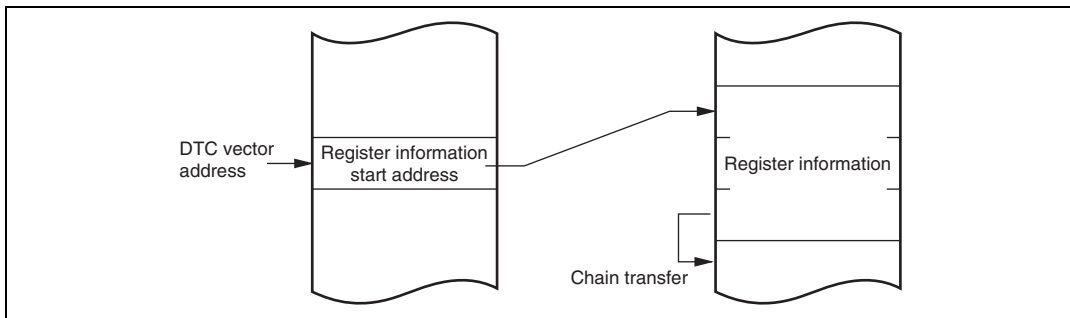 DTC vector
address
Register information
start address
Register information
Chain transfer